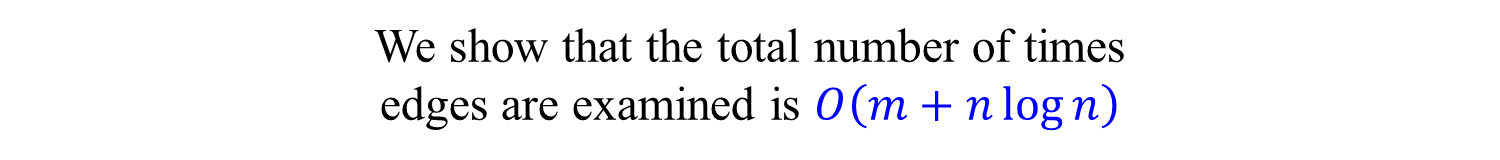 We show that the total number of times
edges are examined is O(m + n log n)